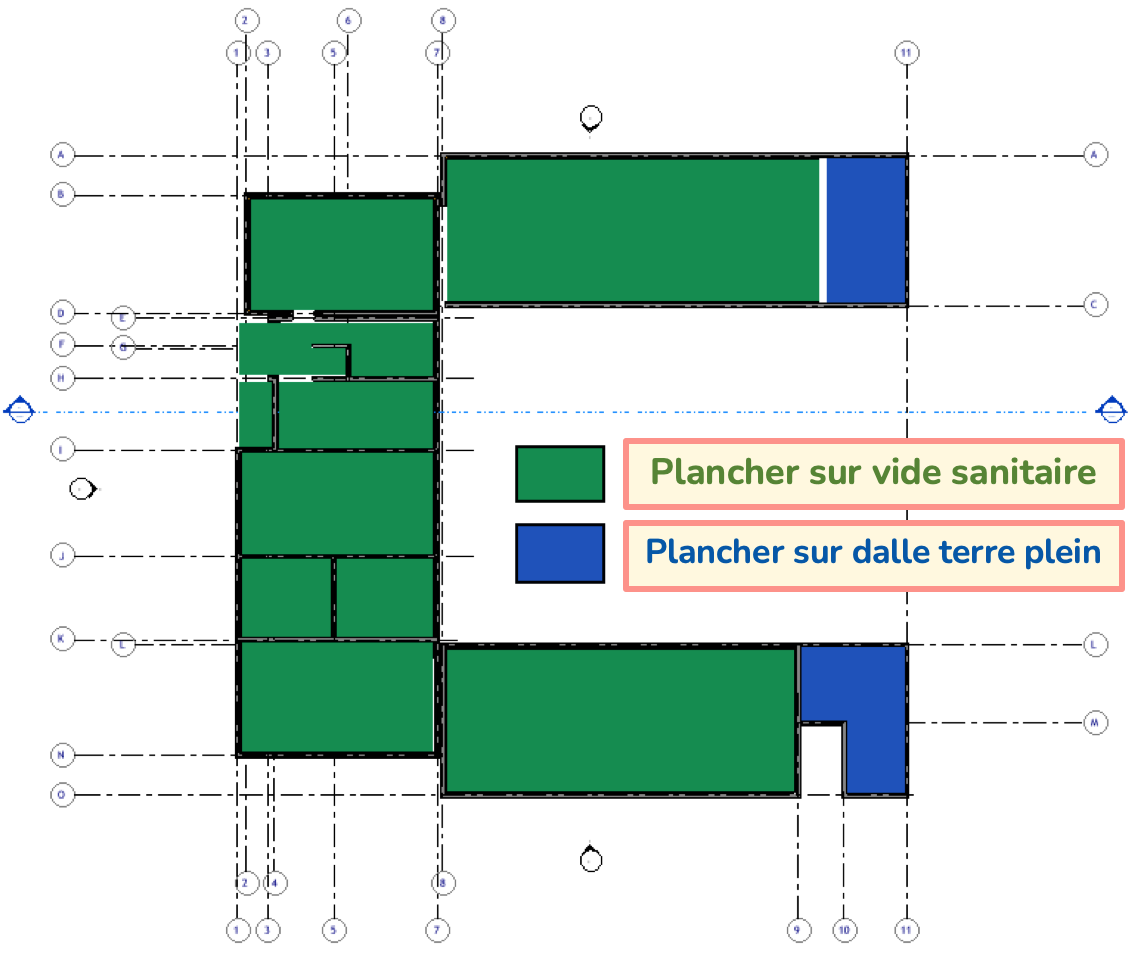 2 6 8
1 3 5 7 11
A A
B
D E C
F G
H
I
Plancher sur vide sanitaire
J
Plancher sur dalle terre plein
K L L
M
N
O
2 4 8
1 3 5 7 9 10 11